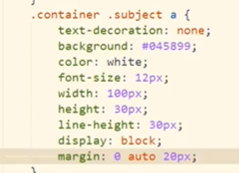 }
.container .subject a {
text-decoration: none;
background: #045899;
color: white;
font-size: 12px;
width: 100px;
height: 30px;
line-height: 30px;
display: block;
margin: 0 auto 20px;
}